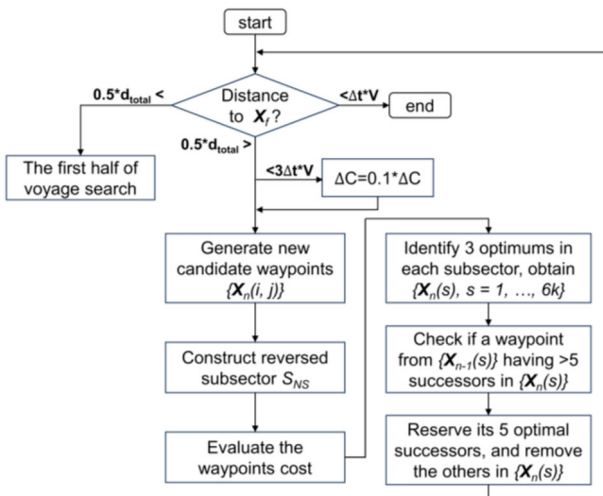 start
0.5*d_total <
Distance
to X_f?
<Δt*V
end
0.5*d_total >
The first half of
voyage search
<3Δt*V
ΔC=0.1*ΔC
Generate new
candidate waypoints
{X_n(i, j)}
Construct reversed
subsector S_NS
Evaluate the
waypoints cost
Identify 3 optimums in
each subsector, obtain
{X_n(s), s = 1, …, 6k}
Check if a waypoint
from {X_n-1(s)} having >5
successors in {X_n(s)}
Reserve its 5 optimal
successors, and remove
the others in {X_n(s)}